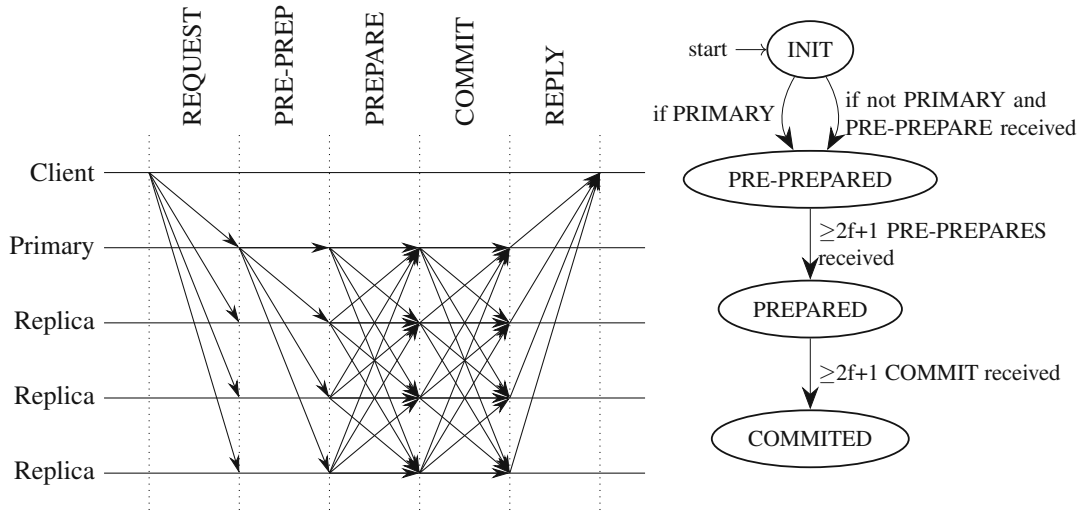 REQUEST
PRE-PREP
PREPARE
COMMIT
REPLY
Client
Primary
Replica
Replica
Replica
start
INIT
if PRIMARY
if not PRIMARY and
PRE-PREPARE received
PRE-PREPARED
≥2f+1 PRE-PREPARES
received
PREPARED
≥2f+1 COMMIT received
COMMITED